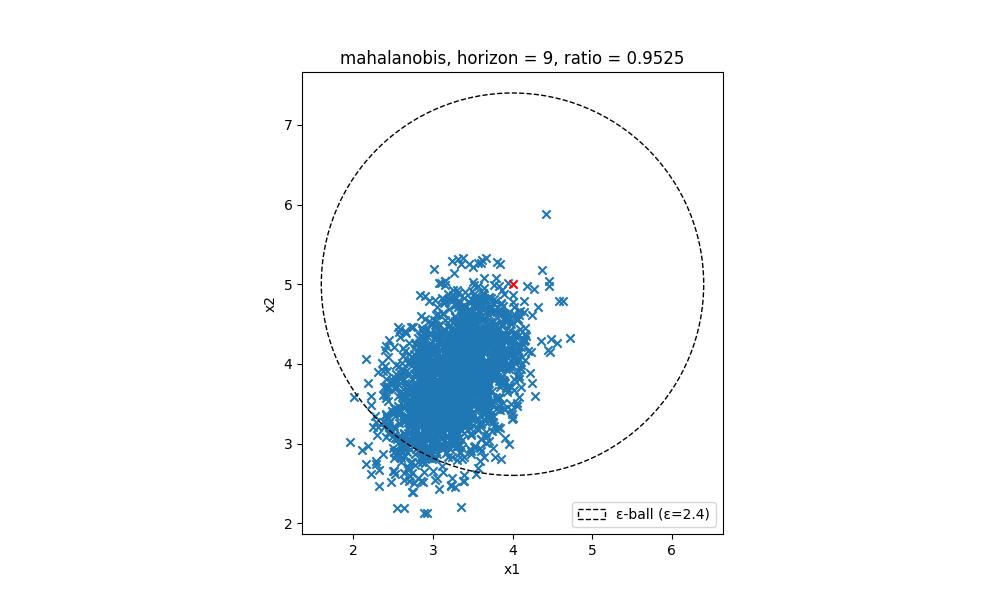 mahalanobis, horizon = 9, ratio = 0.9525
7
6
5
4
3
2
x2
2
3
4
5
6
x1
ε-ball (ε=2.4)